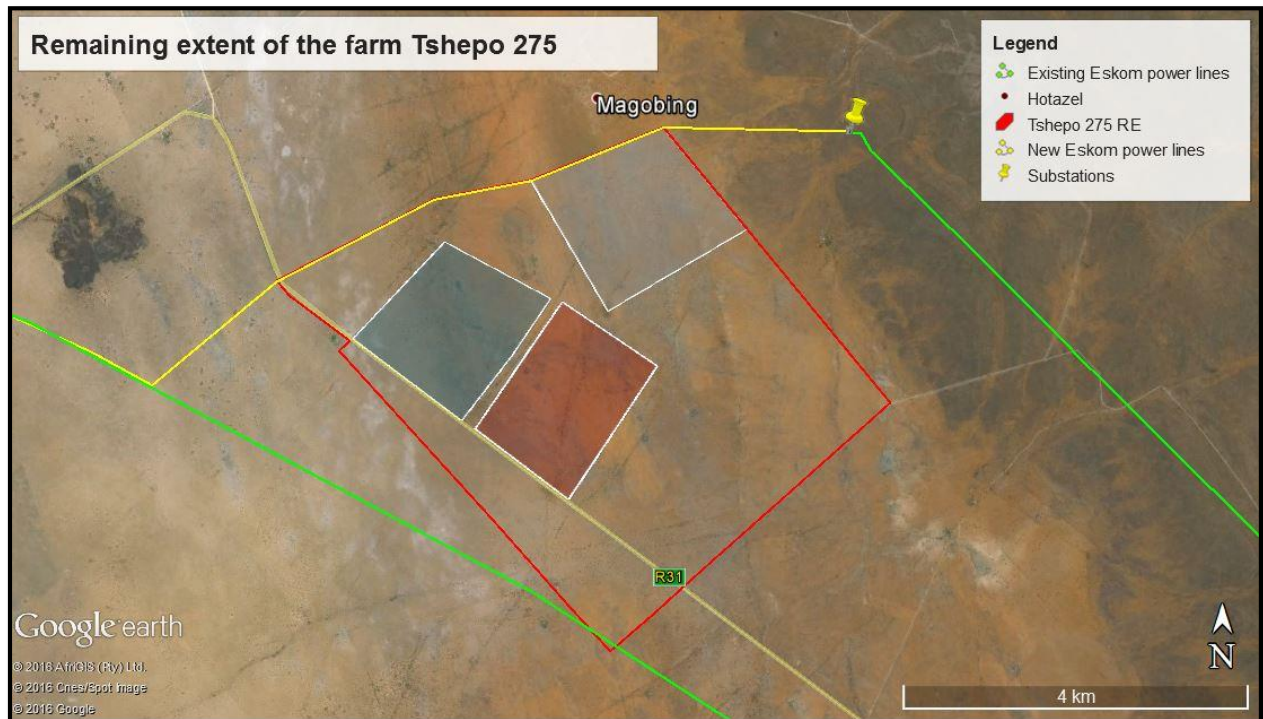 Remaining extent of the farm Tshepo 275
Legend
Existing Eskom power lines
Hotazel
Tshepo 275 RE
New Eskom power lines
Substations
Magobing
R31
Google earth
© 2016 AfriGIS (Pty) Ltd.
© 2016 Cnes/Spot Image
© 2016 Google
N
4 km